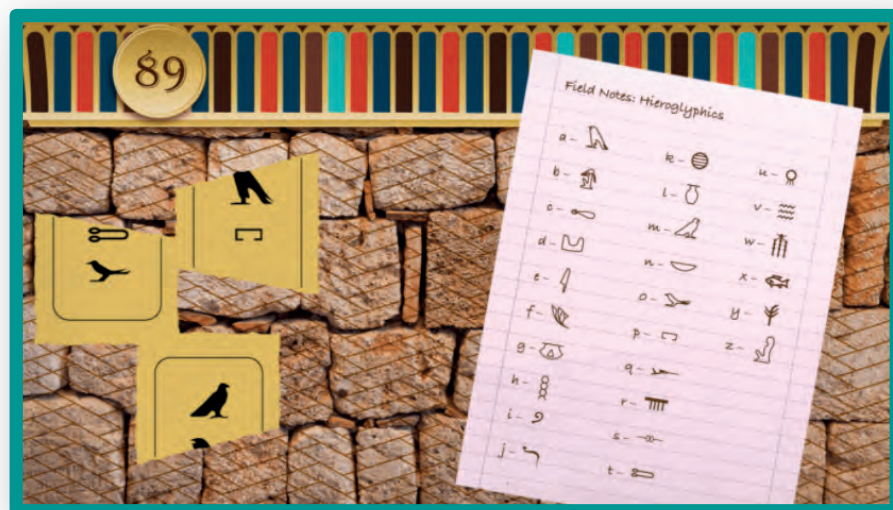 89
Field Notes: Hieroglyphics
a -
b -
c -
d -
e -
f -
g -
h -
i -
j -
k -
l -
m -
n -
o -
p -
q -
r -
s -
t -
u -
v -
w -
x -
y -
z -